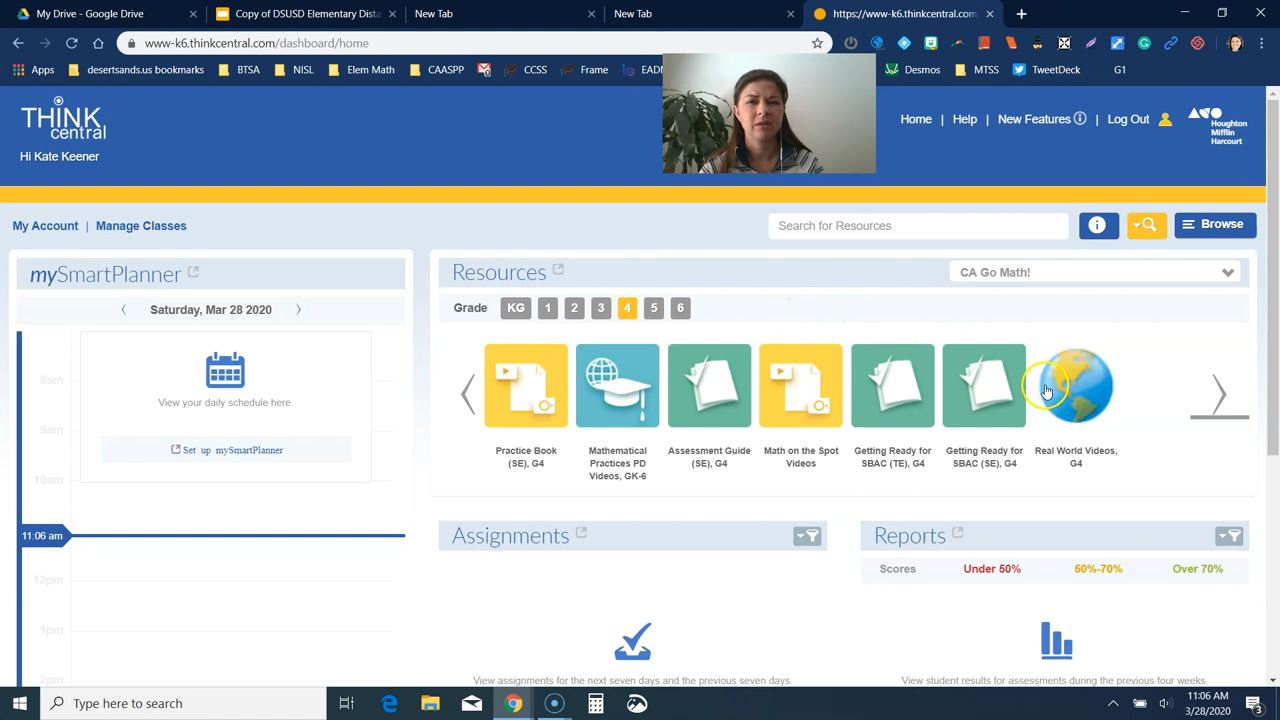 Google Drive
Copy of DSUSD Elementary Dista
New Tab
New Tab
https://www-k6.thinkcentral.com
www-k6.thinkcentral.com/dashboard/home
Apps
desertsands.us bookmarks
BTSA
NISL
Elem Math
CAASPP
CCSS
Frame
EADM
Desmos
MTSS
TweetDeck
G1
THINK
central
Hi Kate Keener
Home | Help | New Features | Log Out
Houghton
Mifflin
Harcourt
My Account | Manage Classes
Search for Resources
Browse
mySmartPlanner
Saturday, Mar 28 2020
8am
View your daily schedule here.
9am
Set up mySmartPlanner
10am
11:06 am
12pm
1pm
2pm
Resources
CA Go Math!
Grade KG 1 2 3 4 5 6
Practice Book
(SE), G4
Mathematical
Practices PD
Videos, GK-6
Assessment Guide
(SE), G4
Math on the Spot
Videos
Getting Ready for
SBAC (TE), G4
Getting Ready for
SBAC (SE), G4
Real World Videos,
G4
Assignments
View assignments for the next seven days and the previous seven days.
Reports
Scores Under 50% 50%-70% Over 70%
View student results for assessments during the previous four weeks.
Type here to search
11:06 AM
3/28/2020
3